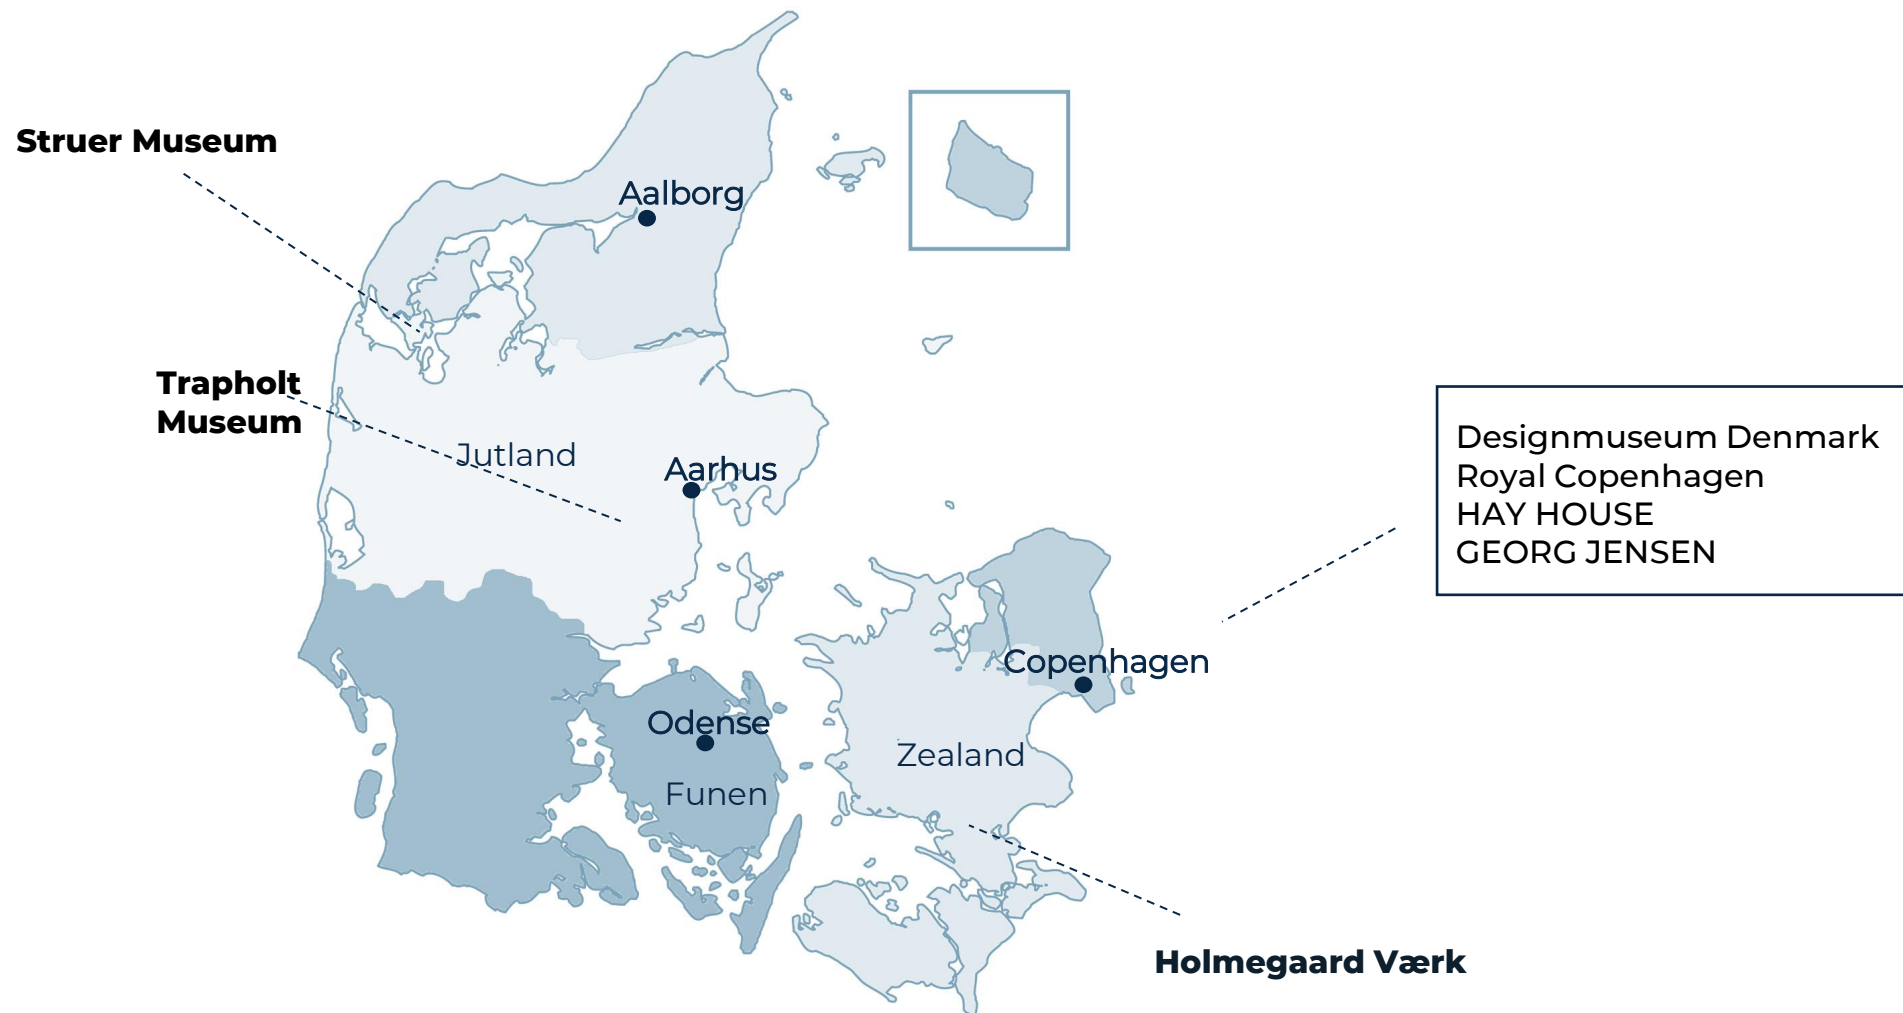 Struer Museum
Aalborg
Trapholt
Museum
Jutland
Aarhus
Designmuseum Denmark
Royal Copenhagen
HAY HOUSE
GEORG JENSEN
Copenhagen
Odense
Zealand
Funen
Holmegaard Værk